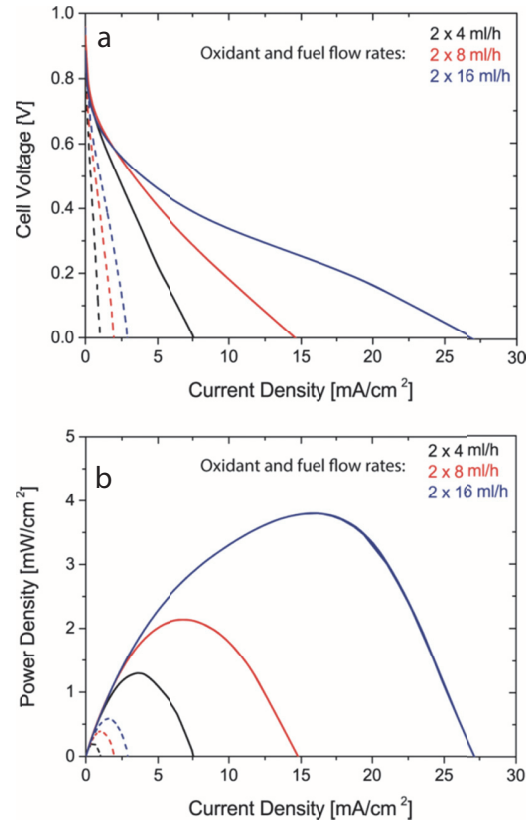 a
Oxidant and fuel flow rates:
2 x 4 ml/h
2 x 8 ml/h
2 x 16 ml/h
Cell Voltage [V]
1.0
0.8
0.6
0.4
0.2
0.0
0 5 10 15 20 25 30
Current Density [mA/cm²]
b
Oxidant and fuel flow rates:
2 x 4 ml/h
2 x 8 ml/h
2 x 16 ml/h
Power Density [mW/cm²]
5
4
3
2
1
0
0 5 10 15 20 25 30
Current Density [mA/cm²]